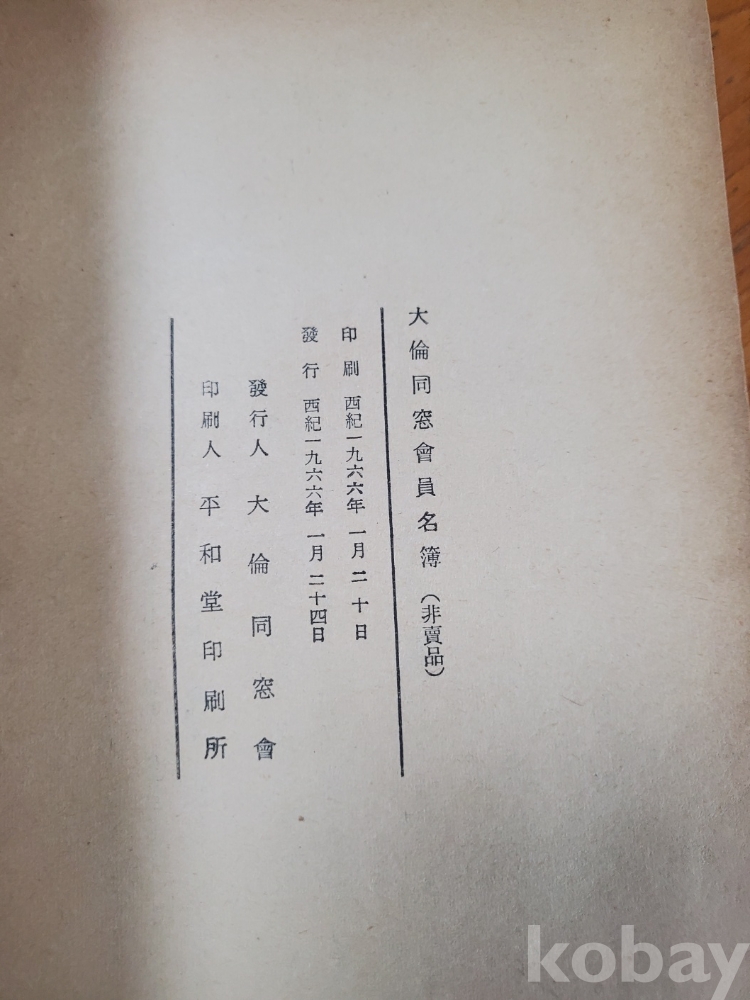 大倫同窓會員名簿（非賣品）
印刷 西紀一九六六年 一月 二十日
發行 西紀一九六六年 一月 二十四日
發行人 大倫同窓會
印刷人 平和堂印刷所
kobay